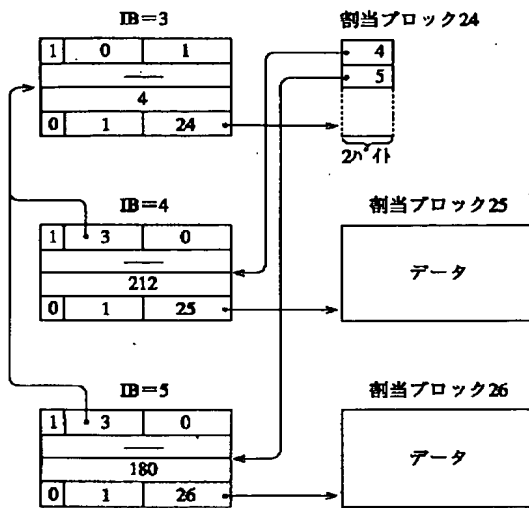 IB=3
割当ブロック24
1 0 1
4
0 1 24
4
5
2バイト
IB=4
割当ブロック25
1 3 0
212
0 1 25
データ
IB=5
割当ブロック26
1 3 0
180
0 1 26
データ